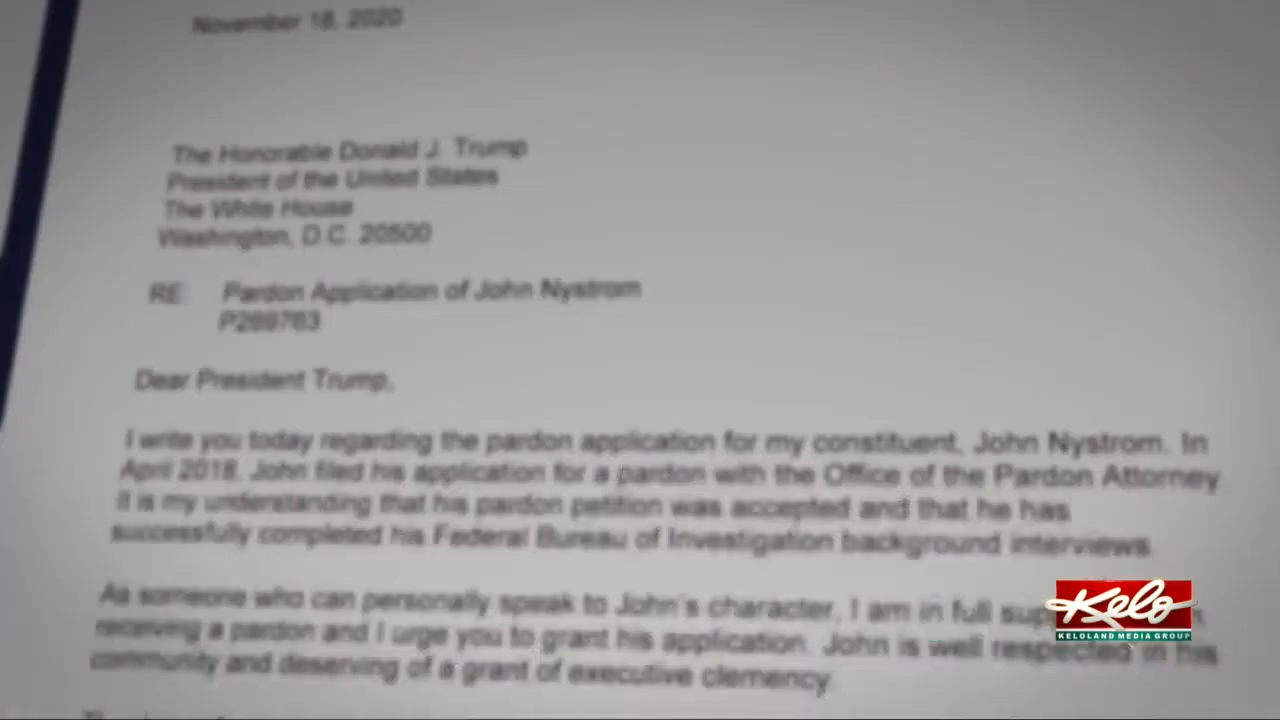 November 18, 2020
The Honorable Donald J. Trump
President of the United States
The White House
Washington, D.C. 20500
RE: Pardon Application of John Nystrom
P289763
Dear President Trump,
I write you today regarding the pardon application for my constituent, John Nystrom. In
April 2018, John filed his application for a pardon with the Office of the Pardon Attorney
It is my understanding that his pardon petition was accepted and that he has
successfully completed his Federal Bureau of Investigation background interviews.
As someone who can personally speak to John's character, I am in full
receiving a pardon and I urge you to grant his application. John is well respected in his
community and deserving of a grant of executive clemency.
Kelo
KELOLAND MEDIA GROUP